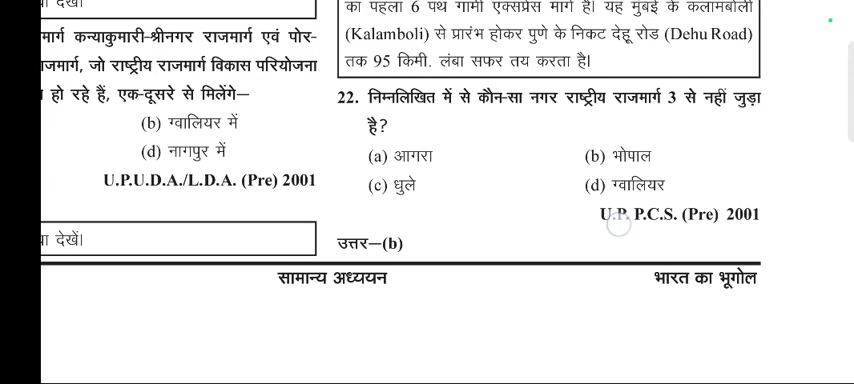 मार्ग कन्याकुमारी-श्रीनगर राजमार्ग एवं पोर-
जमार्ग, जो राष्ट्रीय राजमार्ग विकास परियोजना
हो रहे हैं, एक-दूसरे से मिलेंगे—
(b) ग्वालियर में
(d) नागपुर में
U.P.U.D.A./L.D.A. (Pre) 2001
देखें।
का पहला 6 पथ गामी एक्सप्रेस मार्ग है। यह मुंबई के कलामबोली
(Kalamboli) से प्रारंभ होकर पुणे के निकट देहू रोड (Dehu Road)
तक 95 किमी. लंबा सफर तय करता है।
22. निम्नलिखित में से कौन-सा नगर राष्ट्रीय राजमार्ग 3 से नहीं जुड़ा
है?
(a) आगरा (b) भोपाल
(c) धुले (d) ग्वालियर
U.P. P.C.S. (Pre) 2001
उत्तर—(b)
सामान्य अध्ययन भारत का भूगोल